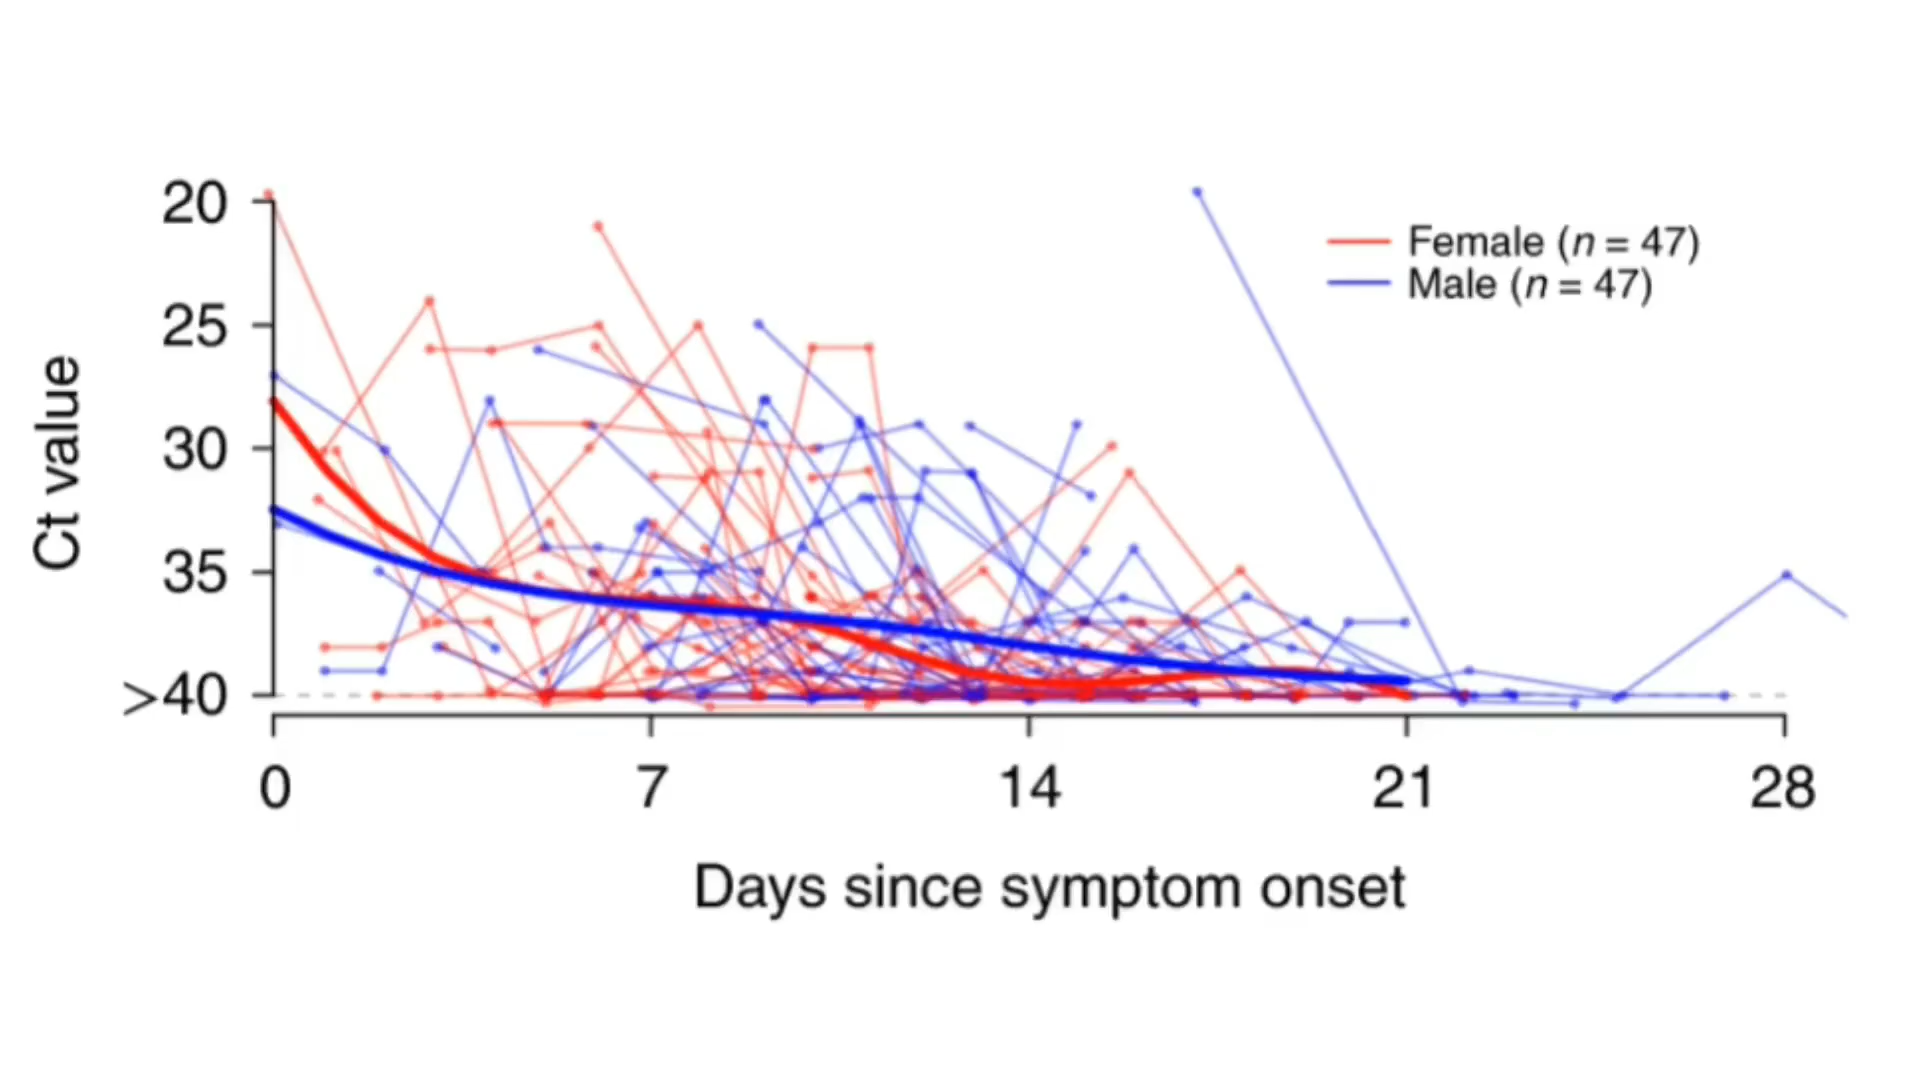 Ct value
20
25
30
35
>40
Female (n = 47)
Male (n = 47)
0 7 14 21 28
Days since symptom onset